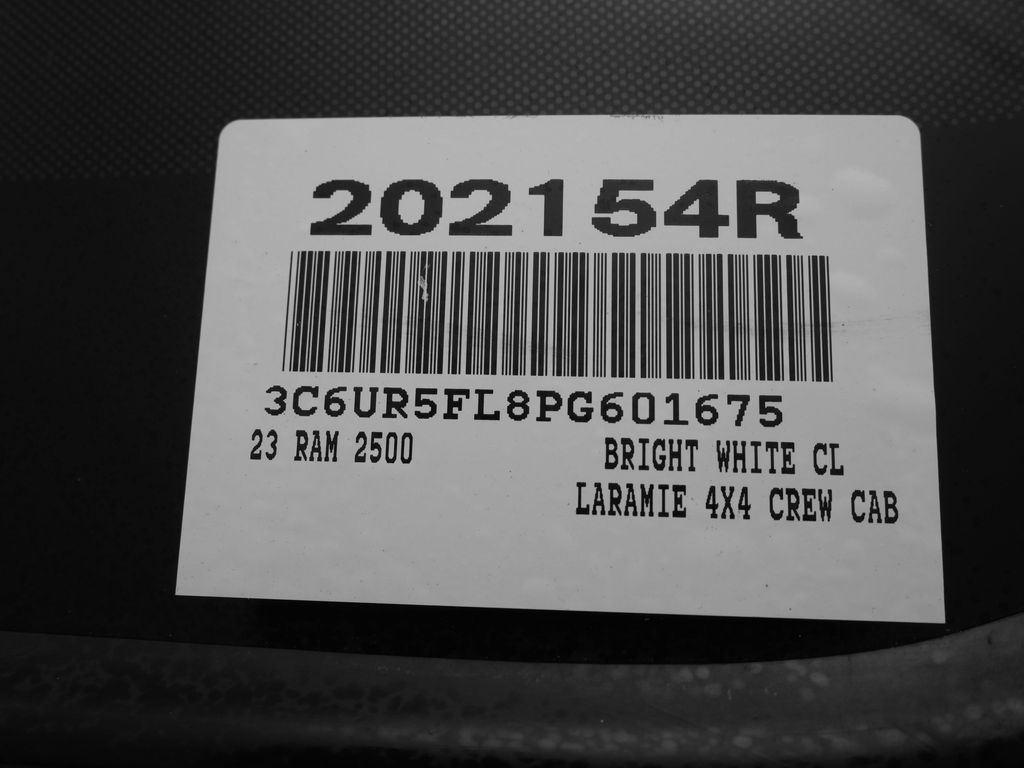 202154R
3C6UR5FL8PG601675
23 RAM 2500
BRIGHT WHITE CL
LARAMIE 4X4 CREW CAB